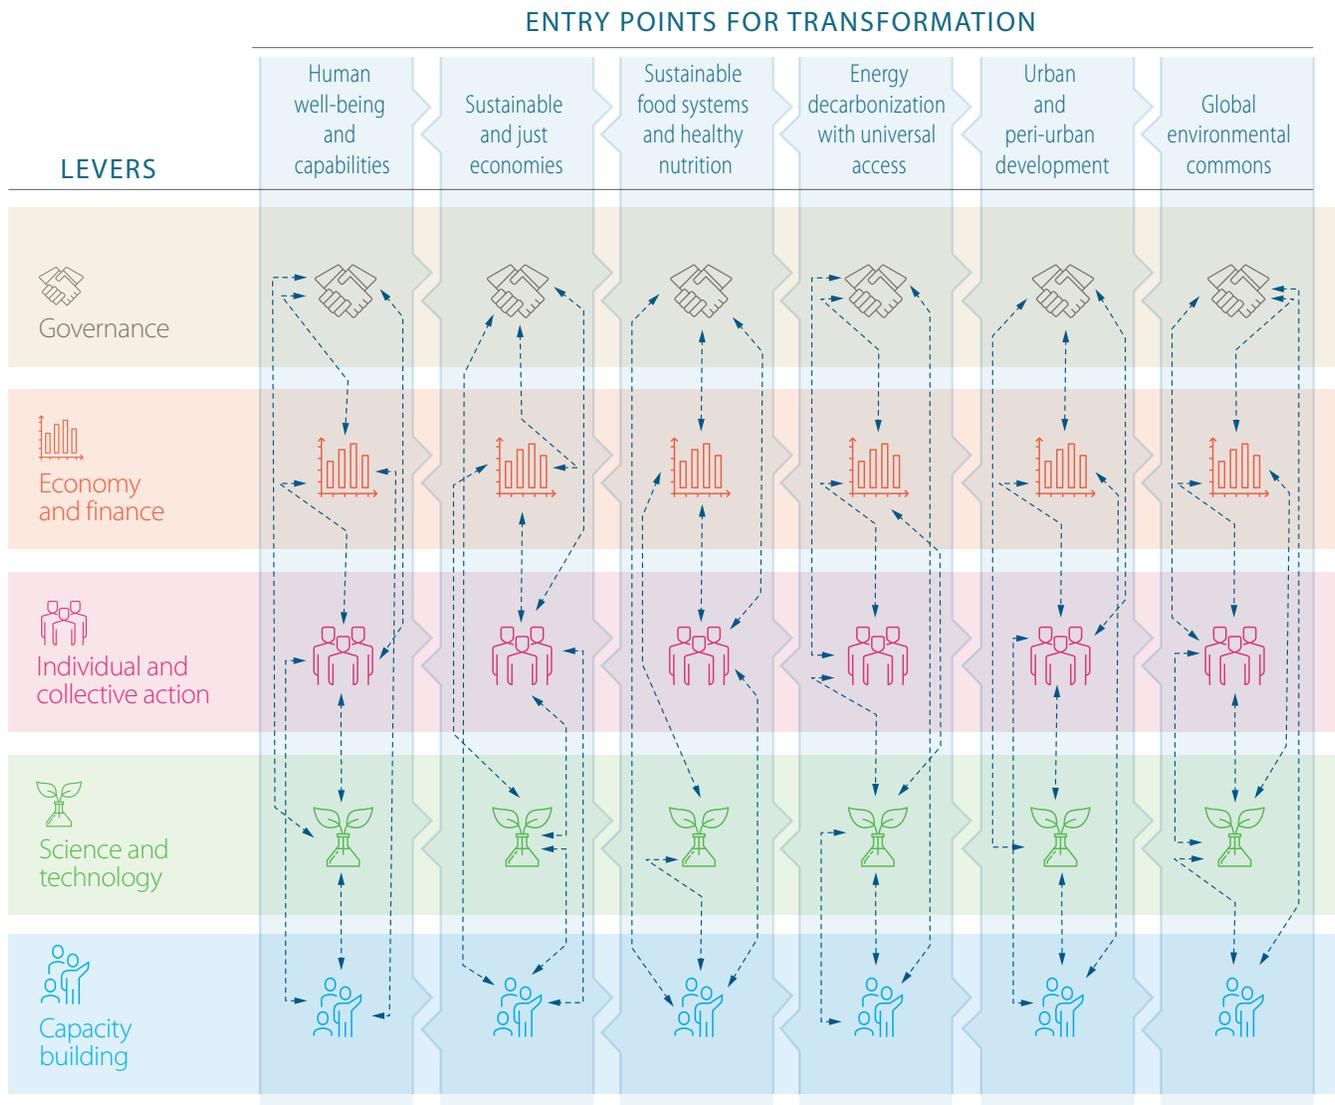 ENTRY POINTS FOR TRANSFORMATION
LEVERS
Human
well-being
and
capabilities
Sustainable
and just
economies
Sustainable
food systems
and healthy
nutrition
Energy
decarbonization
with universal
access
Urban
and
peri-urban
development
Global
environmental
commons
Governance
Economy
and finance
Individual and
collective action
Science and
technology
Capacity
building